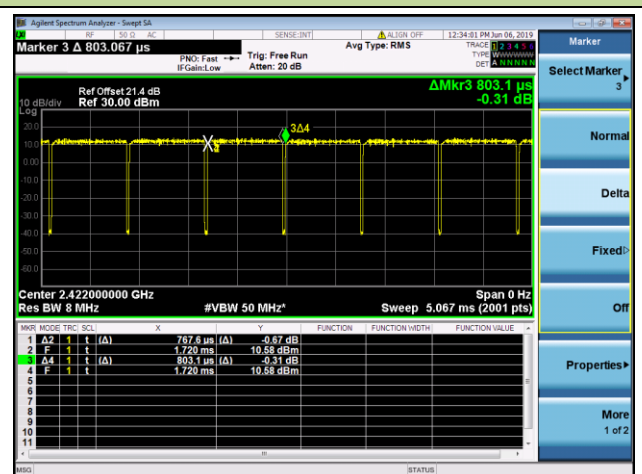 Agilent Spectrum Analyzer - Swept SA
RF 50 Ω AC SENSE:INT ALIGN OFF 12:34:01 PM Jun 06, 2019
Marker 3 Δ 803.067 µs
PNO: Fast
IFGain:Low
Trig: Free Run
Atten: 20 dB
Avg Type: RMS
TRACE 1 2 3 4 5 6
TYPE WWWWWW
DET A N N N N N
Ref Offset 21.4 dB
Ref 30.00 dBm
10 dB/div
Log
ΔMkr3 803.1 µs
-0.31 dB
20.0
10.0
0.00
-10.0
-20.0
-30.0
-40.0
-50.0
-60.0
3Δ4
Center 2.422000000 GHz Span 0 Hz
Res BW 8 MHz #VBW 50 MHz* Sweep 5.067 ms (2001 pts)
MKR MODE TRC SCL X Y FUNCTION FUNCTION WIDTH FUNCTION VALUE
1 Δ2 1 t (Δ) 767.6 µs (Δ) -0.67 dB
2 F 1 t 1.720 ms 10.58 dBm
3 Δ4 1 t (Δ) 803.1 µs (Δ) -0.31 dB
4 F 1 t 1.720 ms 10.58 dBm
5
6
7
8
9
10
11
MSG STATUS
Marker
Select Marker
3
Normal
Delta
Fixed
Off
Properties
More
1 of 2